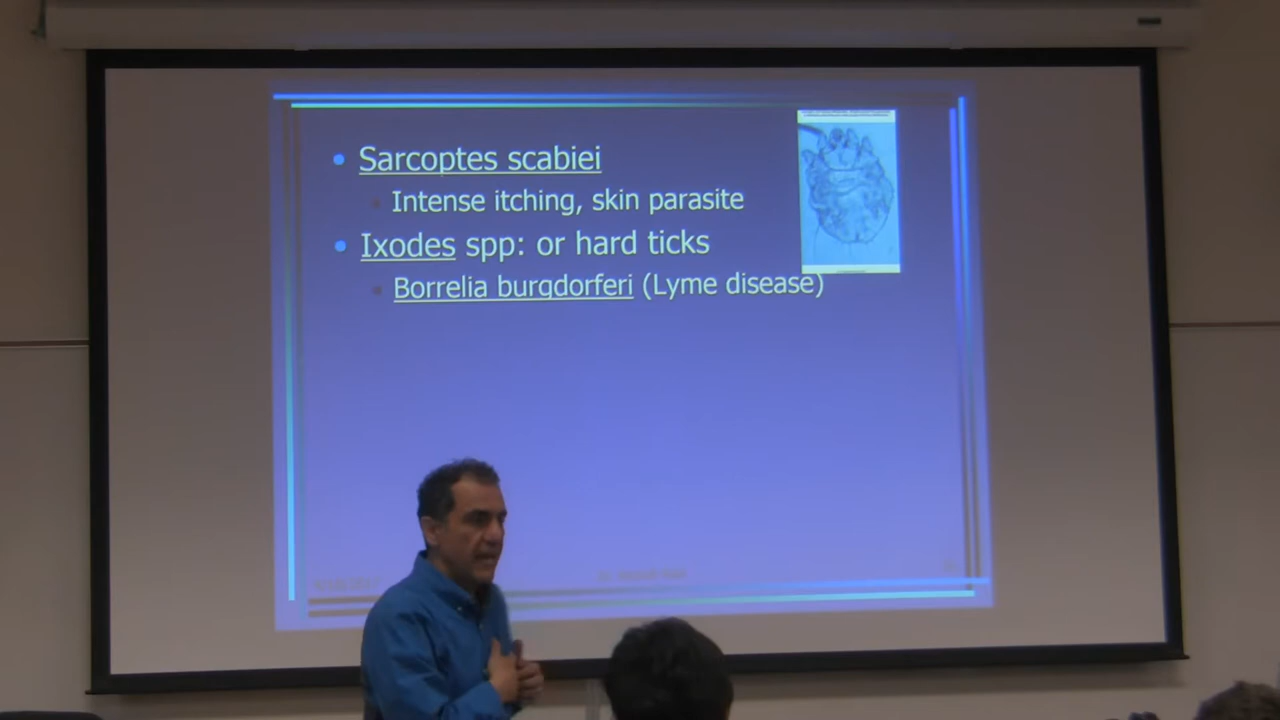 Sarcoptes scabiei
Intense itching, skin parasite
Ixodes spp: or hard ticks
Borrelia burgdorferi (Lyme disease)